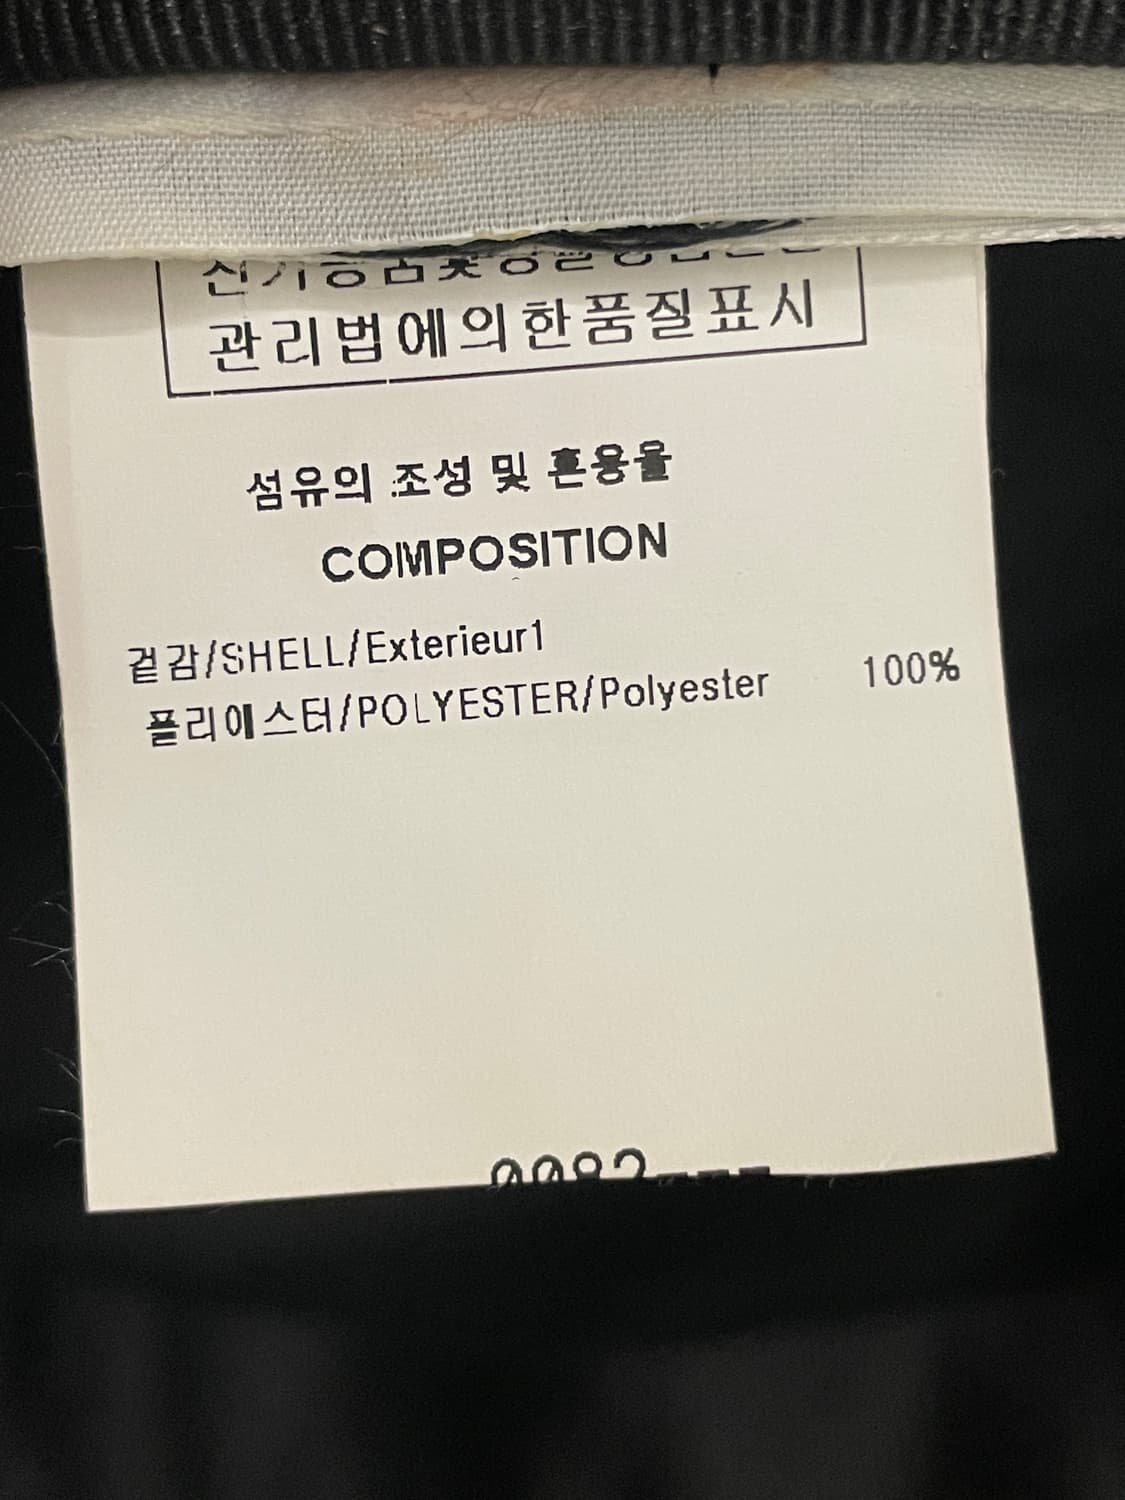 관리법에의한품질표시
섬유의 조성 및 혼용율
COMPOSITION
겉감/SHELL/Exterieur1
폴리에스터/POLYESTER/Polyester 100%